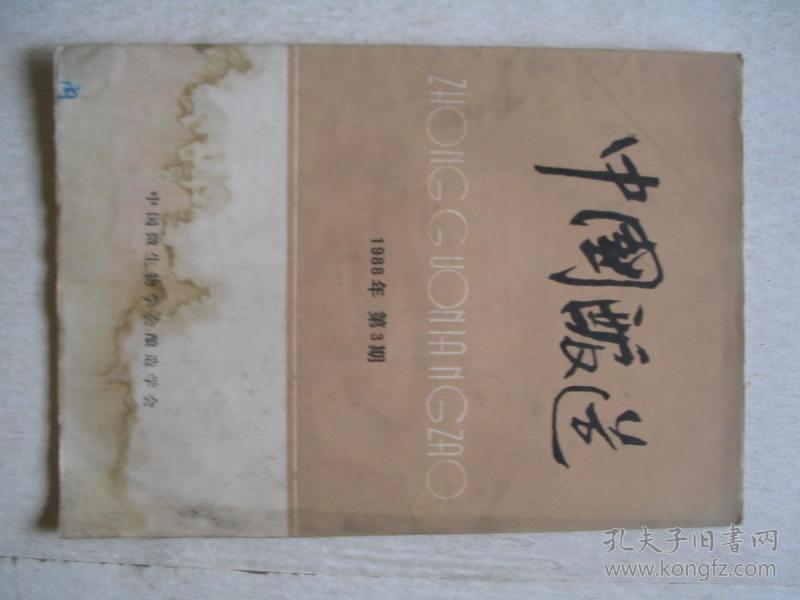 中國酿造
ZHONGGUONIANGZAO
1988年 第3期
中国微生物学会酿造学会
孔夫子旧书网
www.kongfz.com